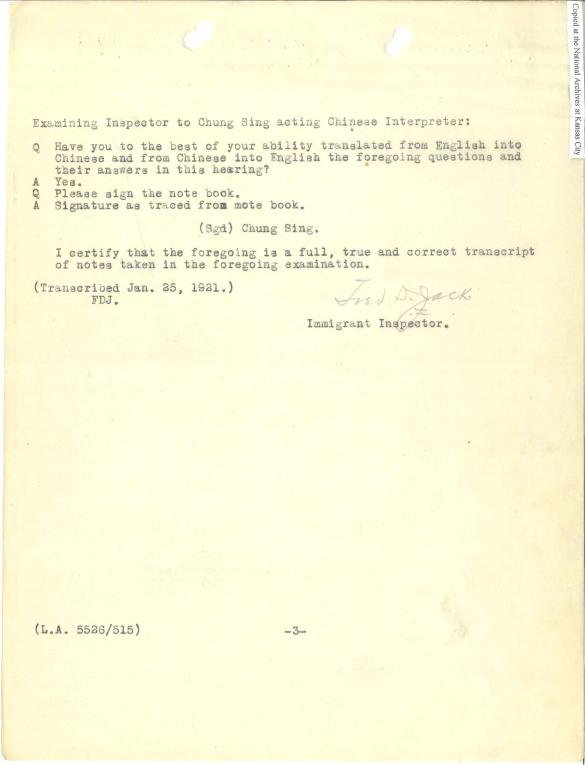 Copied at the National Archives at Kansas City
Examining Inspector to Chung Sing acting Chinese Interpreter:
Q Have you to the best of your ability translated from English into
Chinese and from Chinese into English the foregoing questions and
their answers in this hearing?
A Yes.
Q Please sign the note book.
A Signature as traced from mote book.
(Sgd) Chung Sing.
I certify that the foregoing is a full, true and correct transcript
of notes taken in the foregoing examination.
(Transcribed Jan. 25, 1921.)
FDJ.
Fred D. Jack
Immigrant Inspector.
(L.A. 5526/515)
-3-